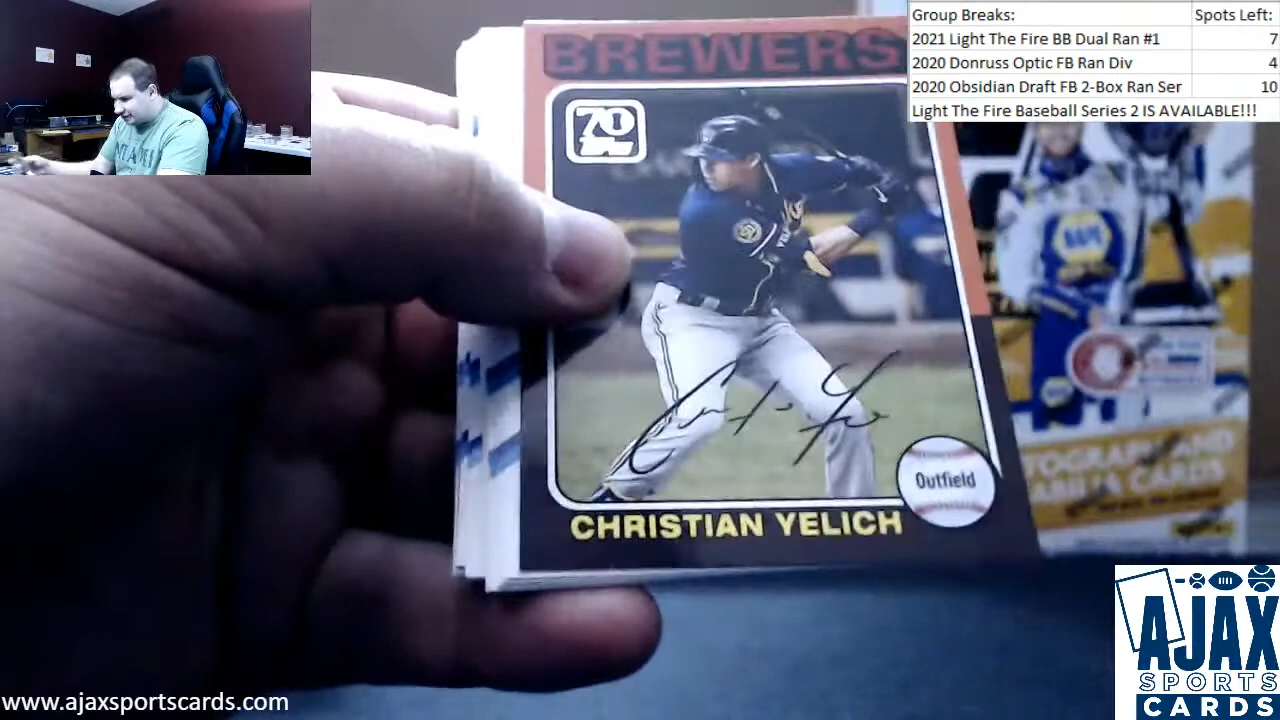 Group Breaks: Spots Left:
2021 Light The Fire BB Dual Ran #1 7
2020 Donruss Optic FB Ran Div 4
2020 Obsidian Draft FB 2-Box Ran Ser 10
Light The Fire Baseball Series 2 IS AVAILABLE!!!
BREWERS
70
Outfield
CHRISTIAN YELICH
NAPA
www.ajaxsportscards.com
AJAX
SPORTS
CARDS